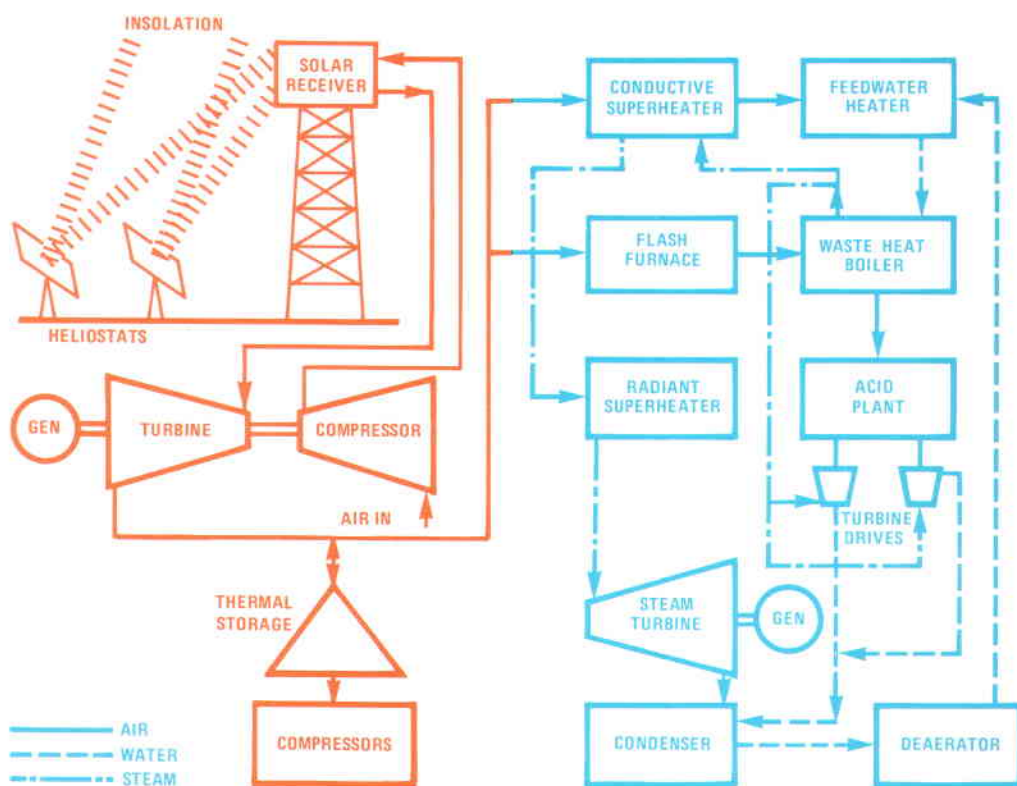 INSOLATION
SOLAR
RECEIVER
HELIOSTATS
GEN
TURBINE
COMPRESSOR
AIR IN
THERMAL
STORAGE
COMPRESSORS
AIR
WATER
STEAM
CONDUCTIVE
SUPERHEATER
FEEDWATER
HEATER
FLASH
FURNACE
WASTE HEAT
BOILER
RADIANT
SUPERHEATER
ACID
PLANT
TURBINE
DRIVES
STEAM
TURBINE
GEN
CONDENSER
DEAERATOR